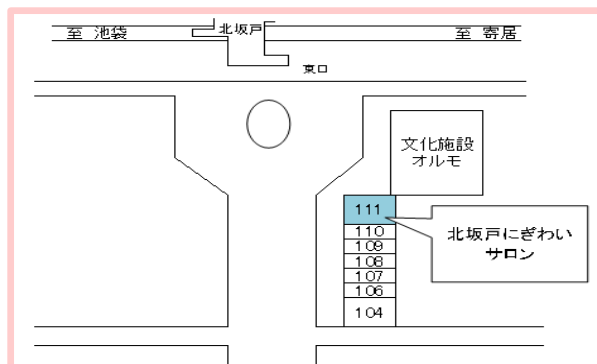 至 池袋
北坂戸
至 寄居
東口
文化施設
オルモ
111
北坂戸にぎわい
サロン
110
109
108
107
106
104